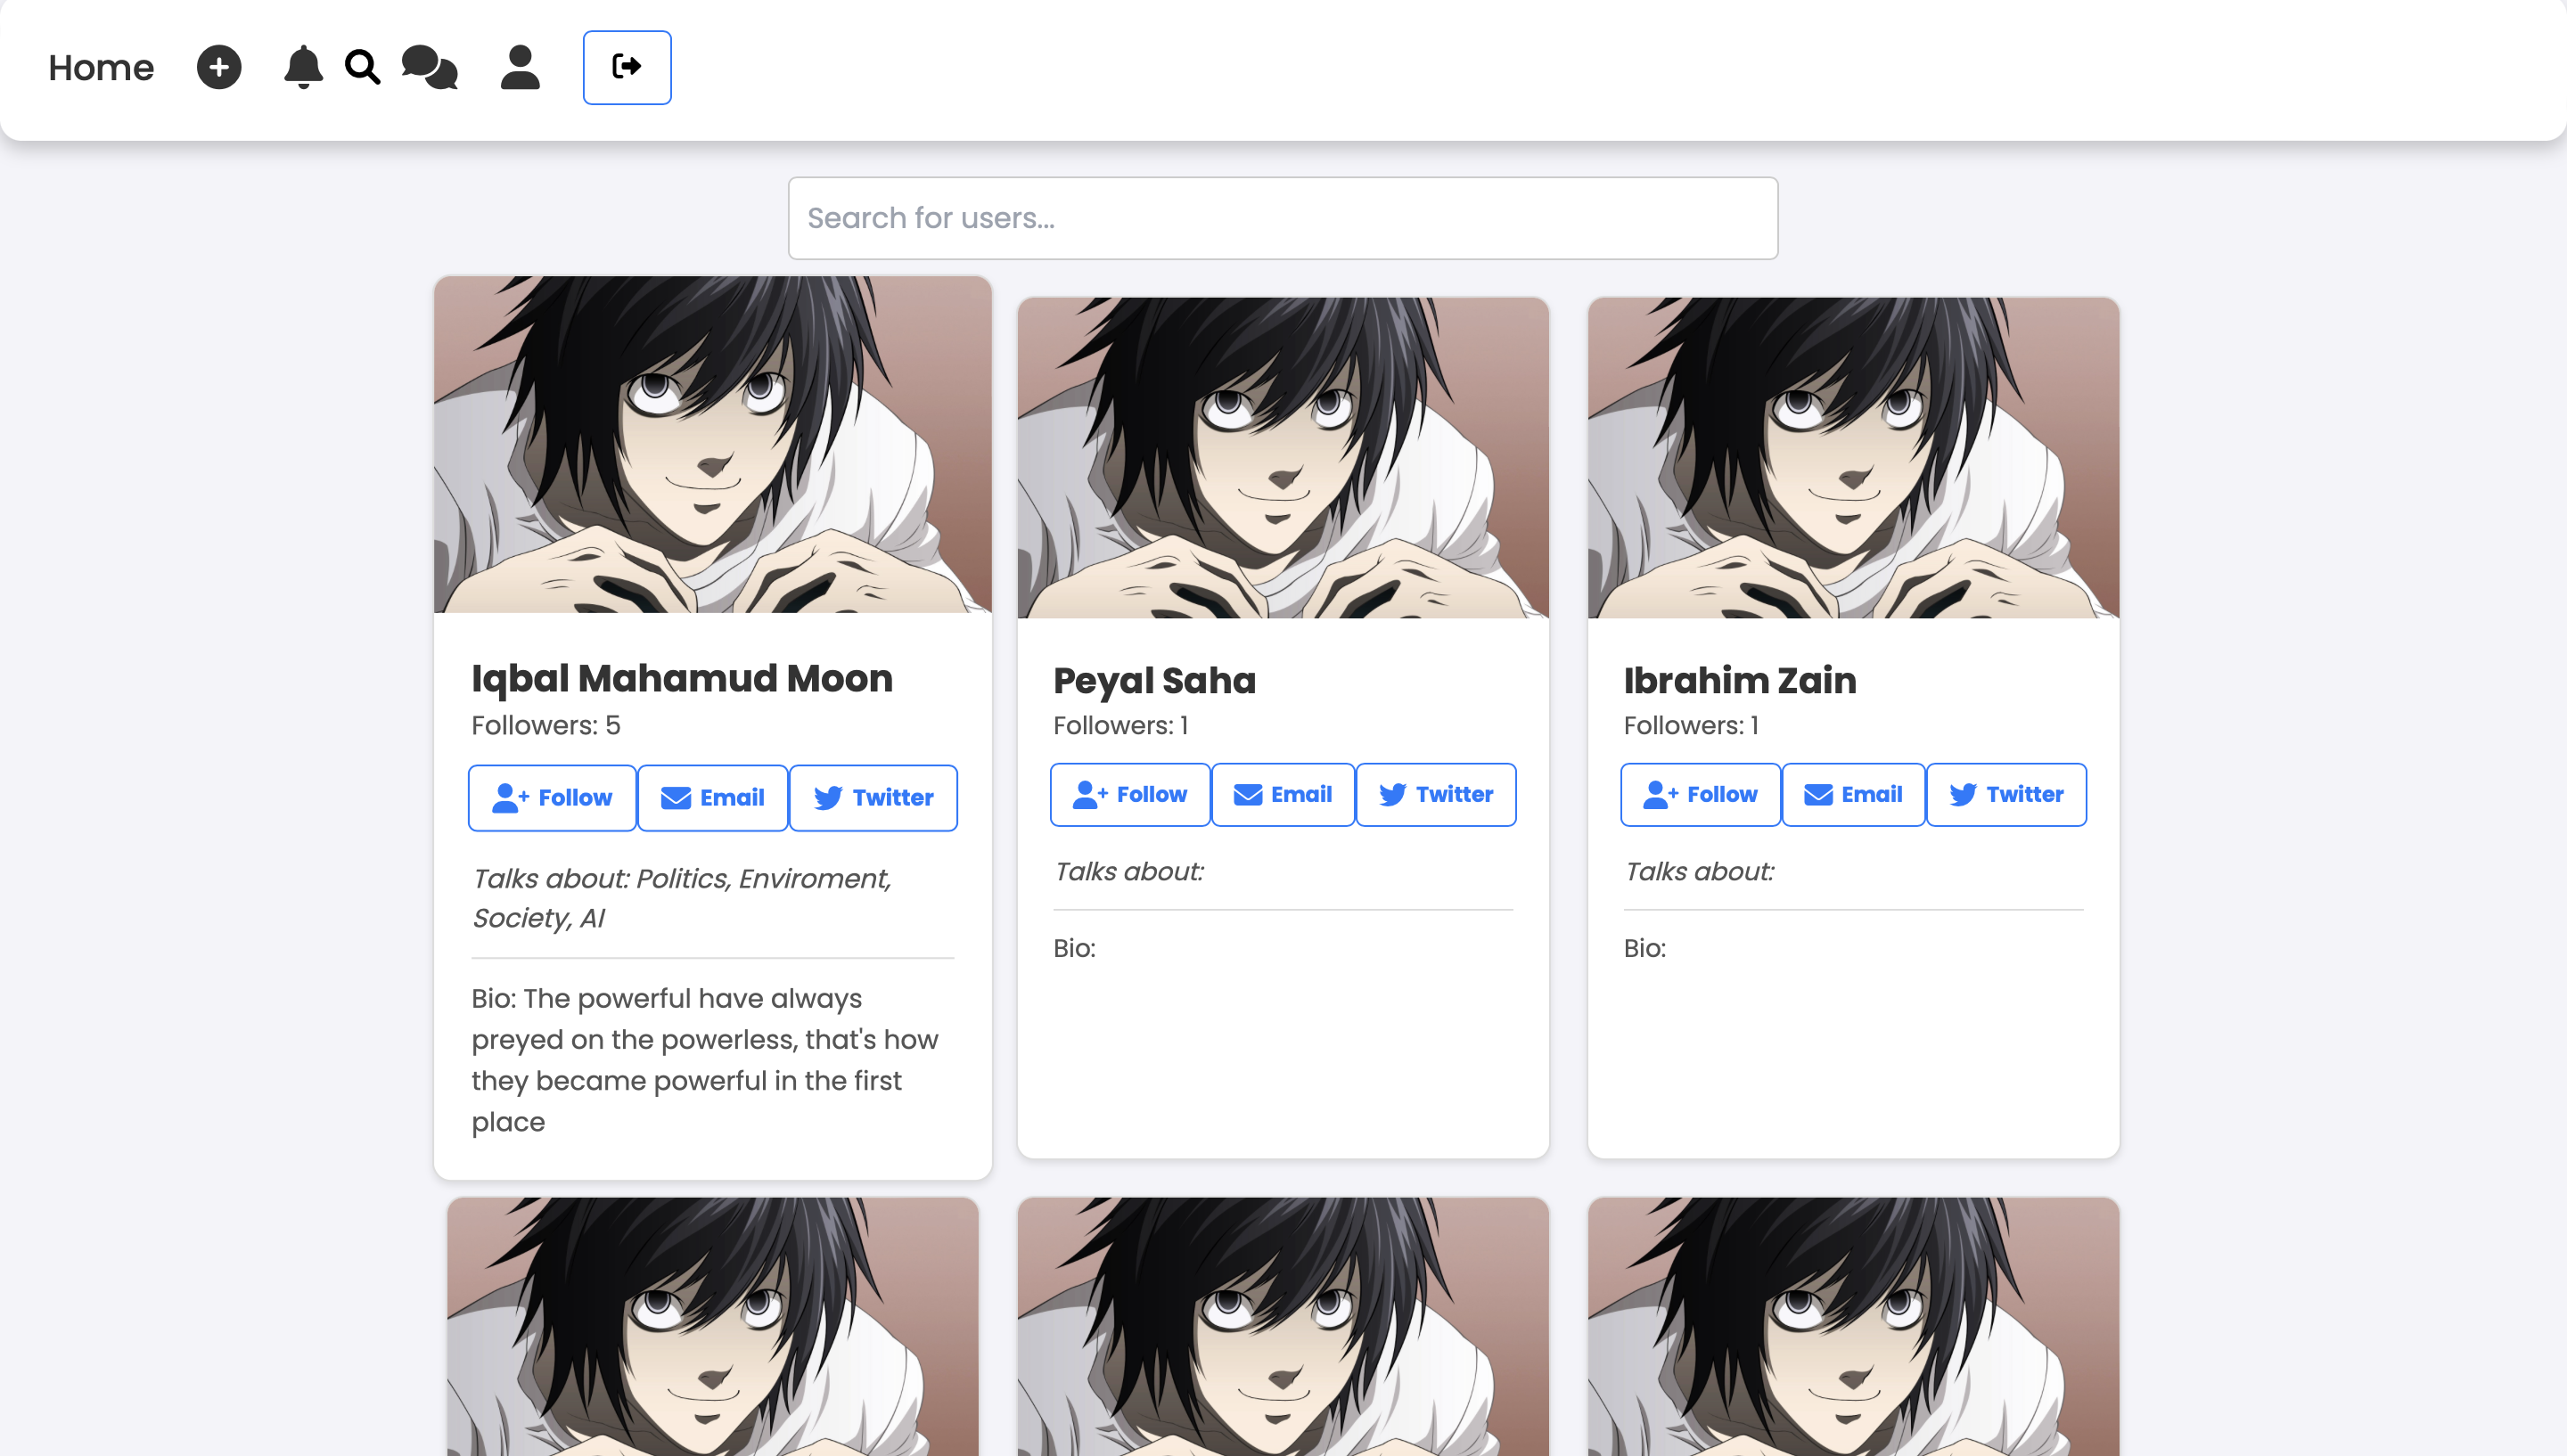 Home
Search for users...
Iqbal Mahamud Moon
Followers: 5
Follow Email Twitter
Talks about: Politics, Enviroment,
Society, AI
Bio: The powerful have always
preyed on the powerless, that's how
they became powerful in the first
place
Peyal Saha
Followers: 1
Follow Email Twitter
Talks about:
Bio:
Ibrahim Zain
Followers: 1
Follow Email Twitter
Talks about:
Bio: